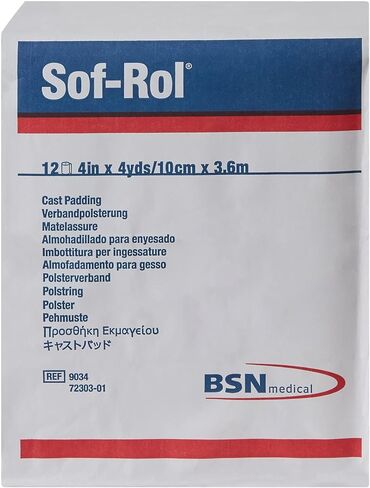 Sof-Rol®
12 4in x 4yds/10cm x 3.6m
Cast Padding
Verbandpolsterung
Matelassure
Almohadillado para enyesado
Imbottitura per ingessature
Almofadamento para gesso
Polsterverband
Polstring
Polster
Pehmuste
Προσθήκη Εκμαγείου
キャストパッド
REF 9034
72303-01
BSN medical